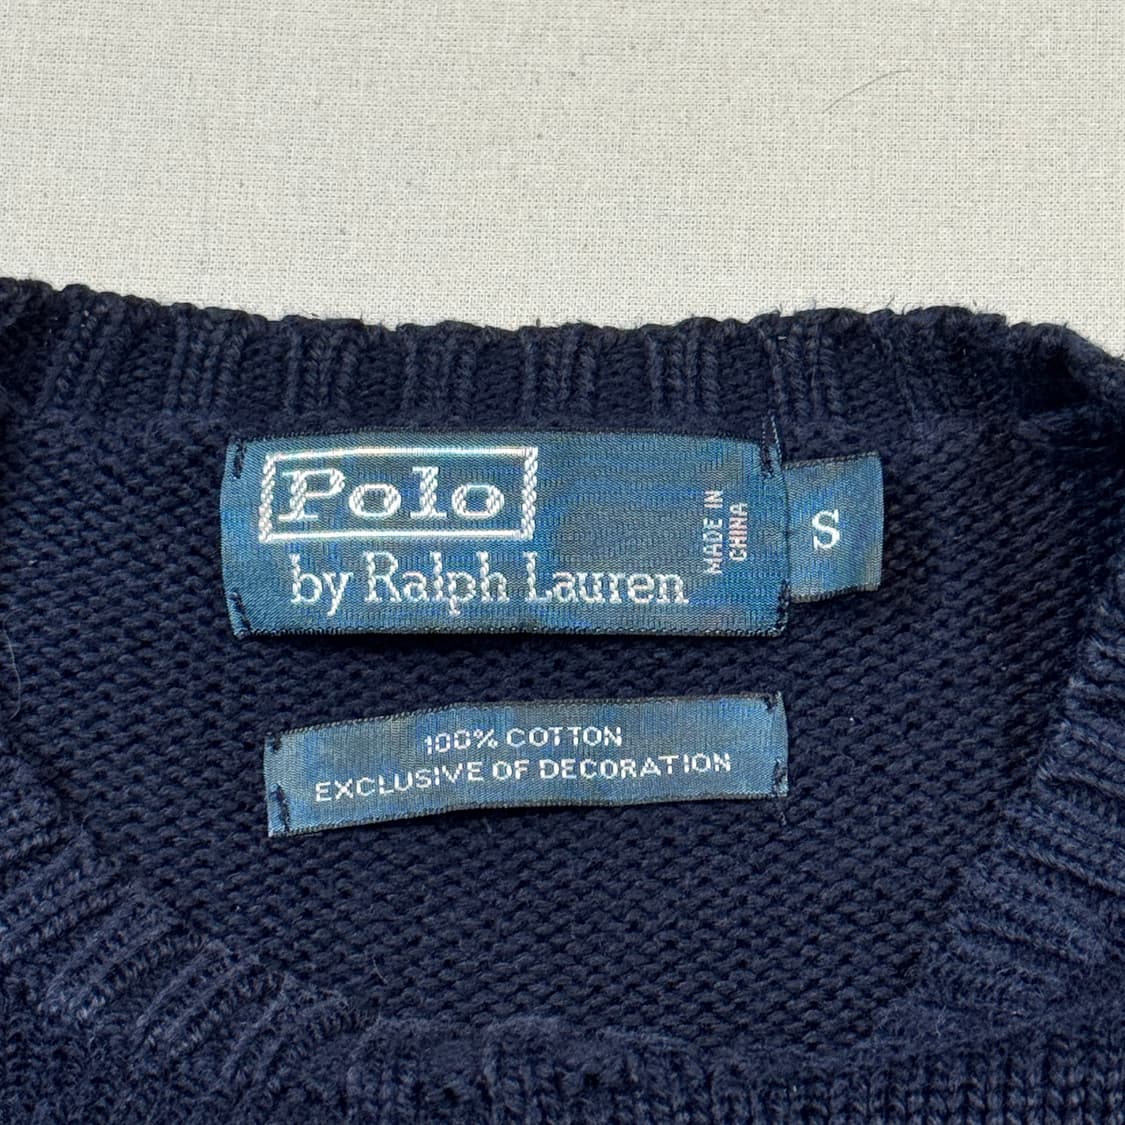 Polo
by Ralph Lauren
MADE IN
CHINA
S
100% COTTON
EXCLUSIVE OF DECORATION